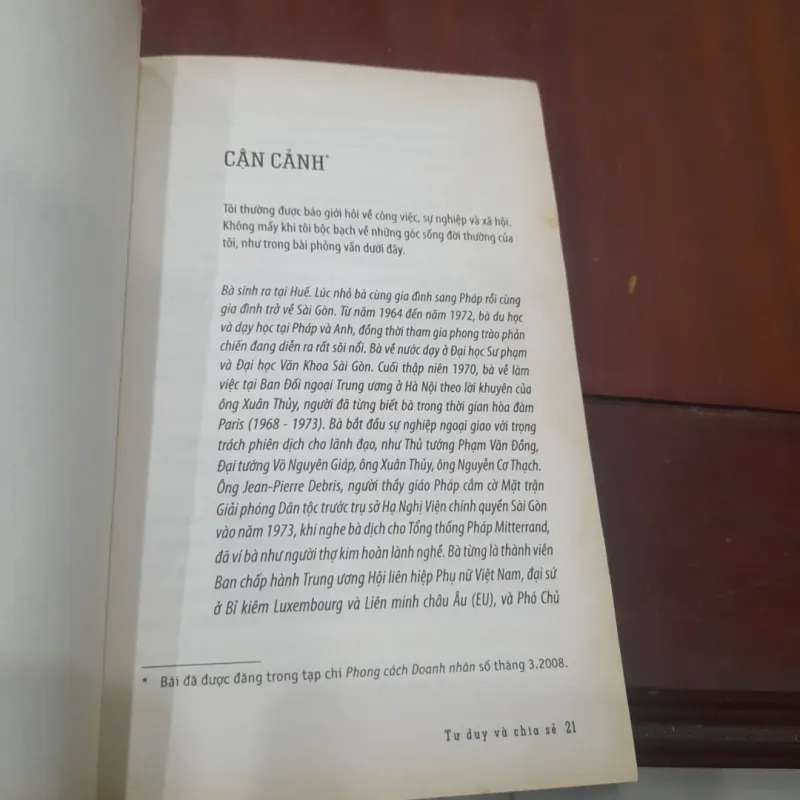 CẬN CẢNH*
Tôi thường được báo giới hỏi về công việc, sự nghiệp và xã hội.
Không mấy khi tôi bộc bạch về những góc sống đời thường của
tôi, như trong bài phỏng vấn dưới đây.
Bà sinh ra tại Huế. Lúc nhỏ bà cùng gia đình sang Pháp rồi cùng
gia đình trở về Sài Gòn. Từ năm 1964 đến năm 1972, bà du học
và dạy học tại Pháp và Anh, đồng thời tham gia phong trào phản
chiến đang diễn ra rất sôi nổi. Bà về nước dạy ở Đại học Sư phạm
và Đại học Văn Khoa Sài Gòn. Cuối thập niên 1970, bà về làm
việc tại Ban Đối ngoại Trung ương ở Hà Nội theo lời khuyên của
ông Xuân Thủy, người đã từng biết bà trong thời gian hòa đàm
Paris (1968 - 1973). Bà bắt đầu sự nghiệp ngoại giao với trọng
trách phiên dịch cho lãnh đạo, như Thủ tướng Phạm Văn Đồng,
Đại tướng Võ Nguyên Giáp, ông Xuân Thủy, ông Nguyễn Cơ Thạch.
Ông Jean-Pierre Debris, người thầy giáo Pháp cắm cờ Mặt trận
Giải phóng Dân tộc trước trụ sở Hạ Nghị Viện chính quyền Sài Gòn
vào năm 1973, khi nghe bà dịch cho Tổng thống Pháp Mitterrand,
đã ví bà như người thợ kim hoàn lành nghề. Bà từng là thành viên
Ban chấp hành Trung ương Hội liên hiệp Phụ nữ Việt Nam, đại sứ
ở Bỉ kiêm Luxembourg và Liên minh châu Âu (EU), và Phó Chủ
* Bài đã được đăng trong tạp chí Phong cách Doanh nhân số tháng 3.2008.
Tư duy và chia sẻ 21